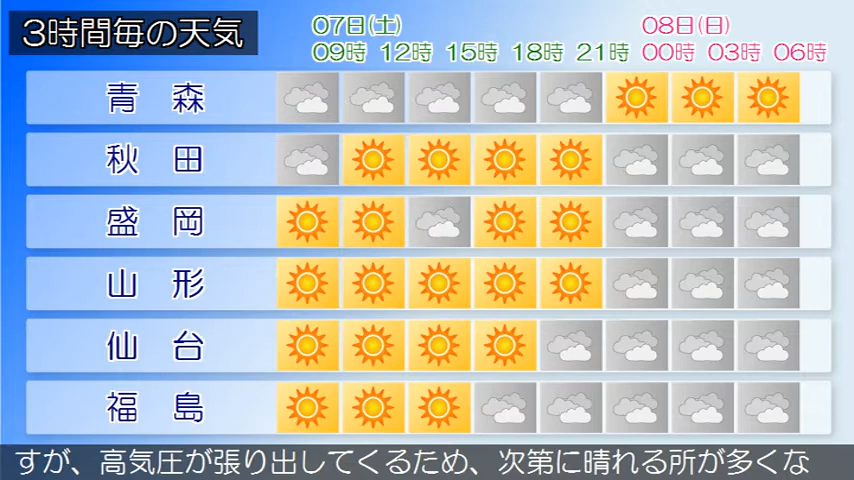 3時間毎の天気
07日(土) 08日(日)
09時 12時 15時 18時 21時 00時 03時 06時
青森
秋田
盛岡
山形
仙台
福島
すが、高気圧が張り出してくるため、次第に晴れる所が多くな